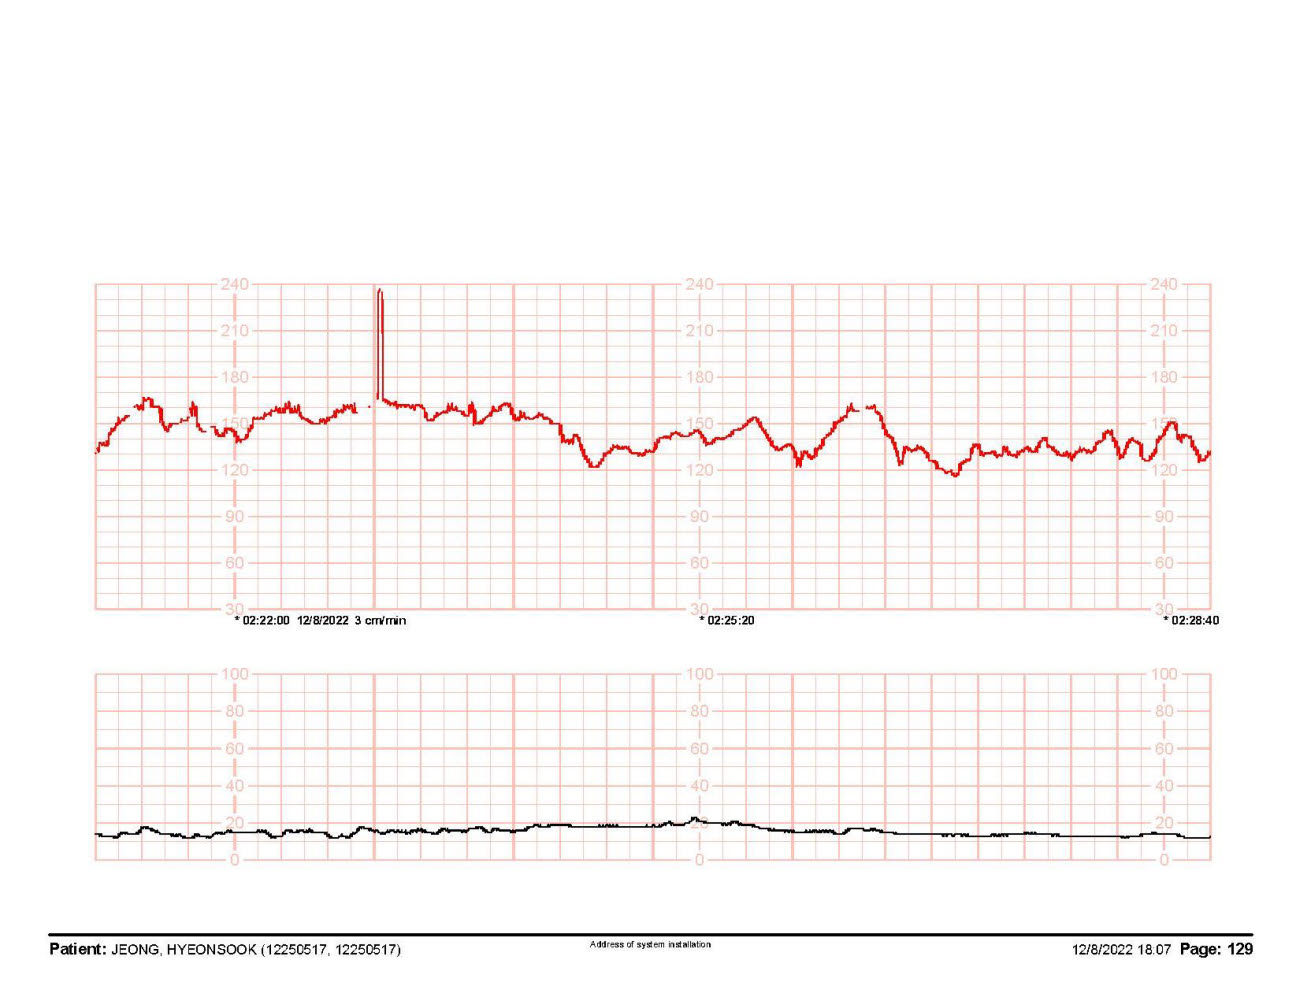 240 240 240
210 210 210
180 180 180
150 150 150
120 120 120
90 90 90
60 60 60
30 30 30
* 02:22:00 12/8/2022 3 cm/min * 02:25:20 * 02:28:40
100 100 100
80 80 80
60 60 60
40 40 40
20 20 20
0 0 0
Patient: JEONG, HYEONSOOK (12250517, 12250517) Address of system installation 12/8/2022 18:07 Page: 129